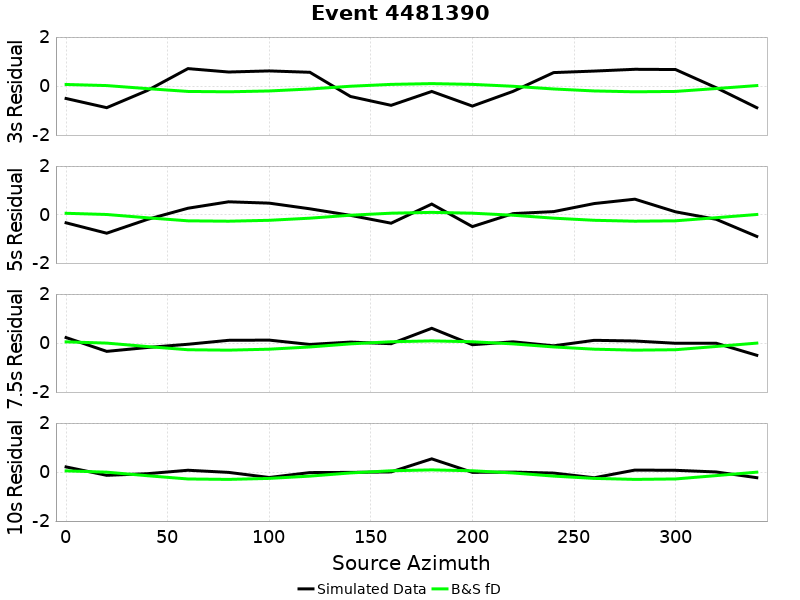 Event 4481390
3s Residual
2
0
-2
5s Residual
2
0
-2
7.5s Residual
2
0
-2
10s Residual
2
0
-2
0 50 100 150 200 250 300
Source Azimuth
Simulated Data B&S fD